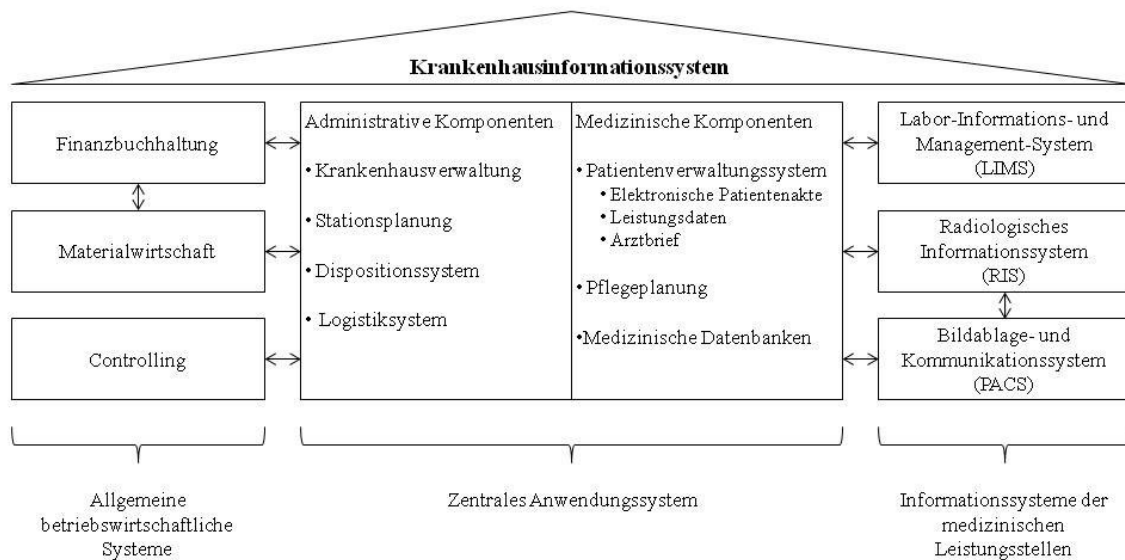 Krankenhausinformationssystem
Finanzbuchhaltung
Materialwirtschaft
Controlling
Administrative Komponenten
• Krankenhausverwaltung
• Stationsplanung
• Dispositionssystem
• Logistiksystem
Medizinische Komponenten
• Patientenverwaltungssystem
• Elektronische Patientenakte
• Leistungsdaten
• Arztbrief
• Pflegeplanung
• Medizinische Datenbanken
Labor-Informations- und
Management-System
(LIMS)
Radiologisches
Informationssystem
(RIS)
Bildablage- und
Kommunikationssystem
(PACS)
Allgemeine
betriebswirtschaftliche
Systeme
Zentrales Anwendungssystem
Informationssysteme der
medizinischen
Leistungsstellen